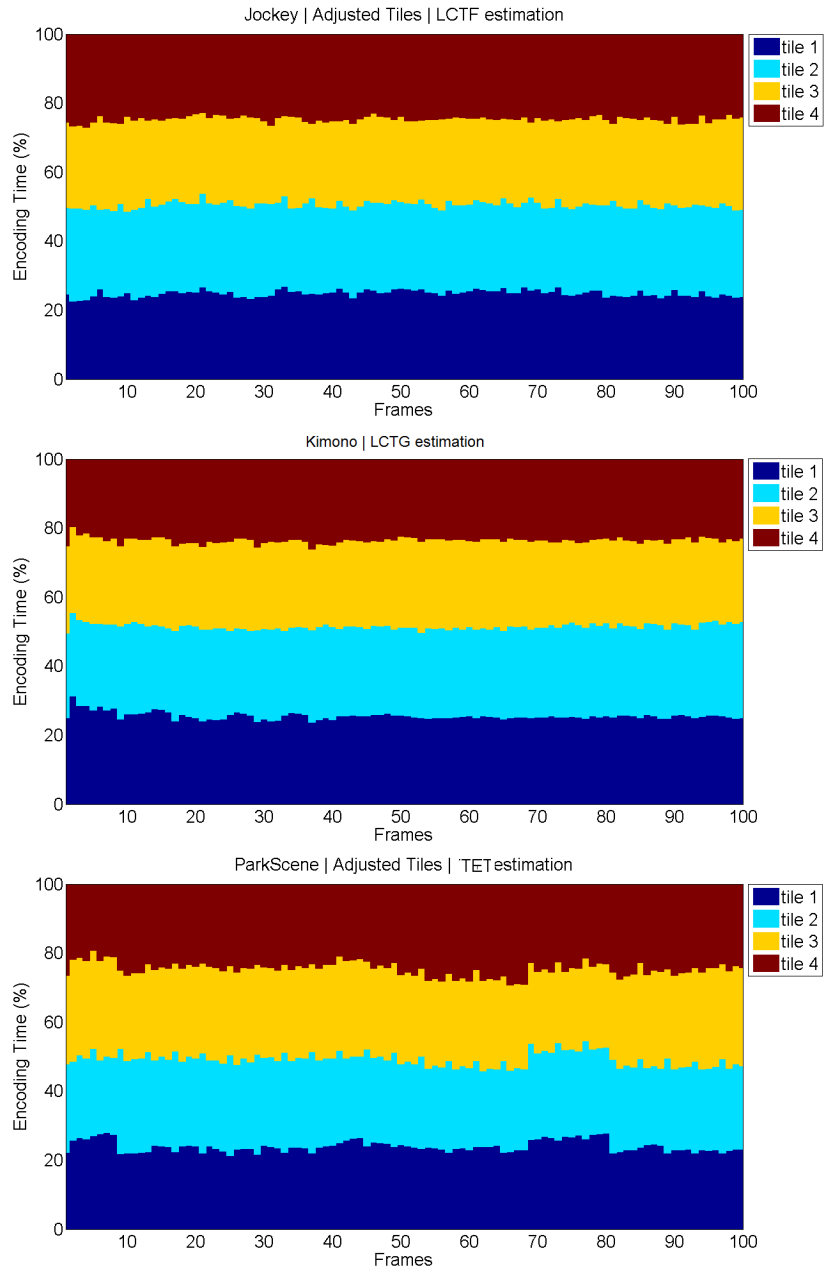 Jockey | Adjusted Tiles | LCTF estimation
100
80
60
40
20
0
Encoding Time (%)
10 20 30 40 50 60 70 80 90 100
Frames
tile 1
tile 2
tile 3
tile 4
Kimono | LCTG estimation
100
80
60
40
20
0
Encoding Time (%)
10 20 30 40 50 60 70 80 90 100
Frames
tile 1
tile 2
tile 3
tile 4
ParkScene | Adjusted Tiles | TET estimation
100
80
60
40
20
0
Encoding Time (%)
10 20 30 40 50 60 70 80 90 100
Frames
tile 1
tile 2
tile 3
tile 4